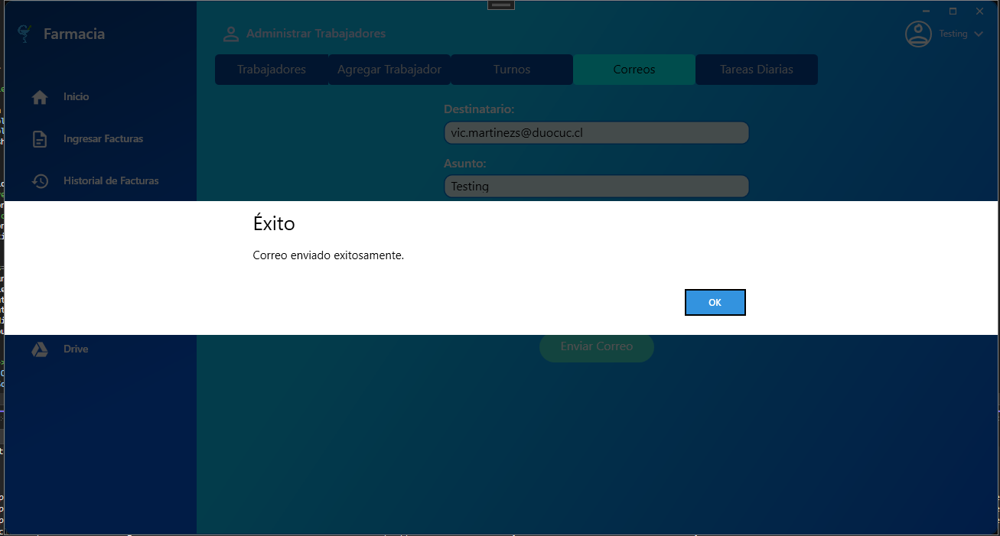 Farmacia
Administrar Trabajadores
Testing
Trabajadores
Agregar Trabajador
Turnos
Correos
Tareas Diarias
Inicio
Ingresar Facturas
Historial de Facturas
Destinatario:
vic.martinezs@duocuc.cl
Asunto:
Testing
Éxito
Correo enviado exitosamente.
OK
Drive
Enviar Correo